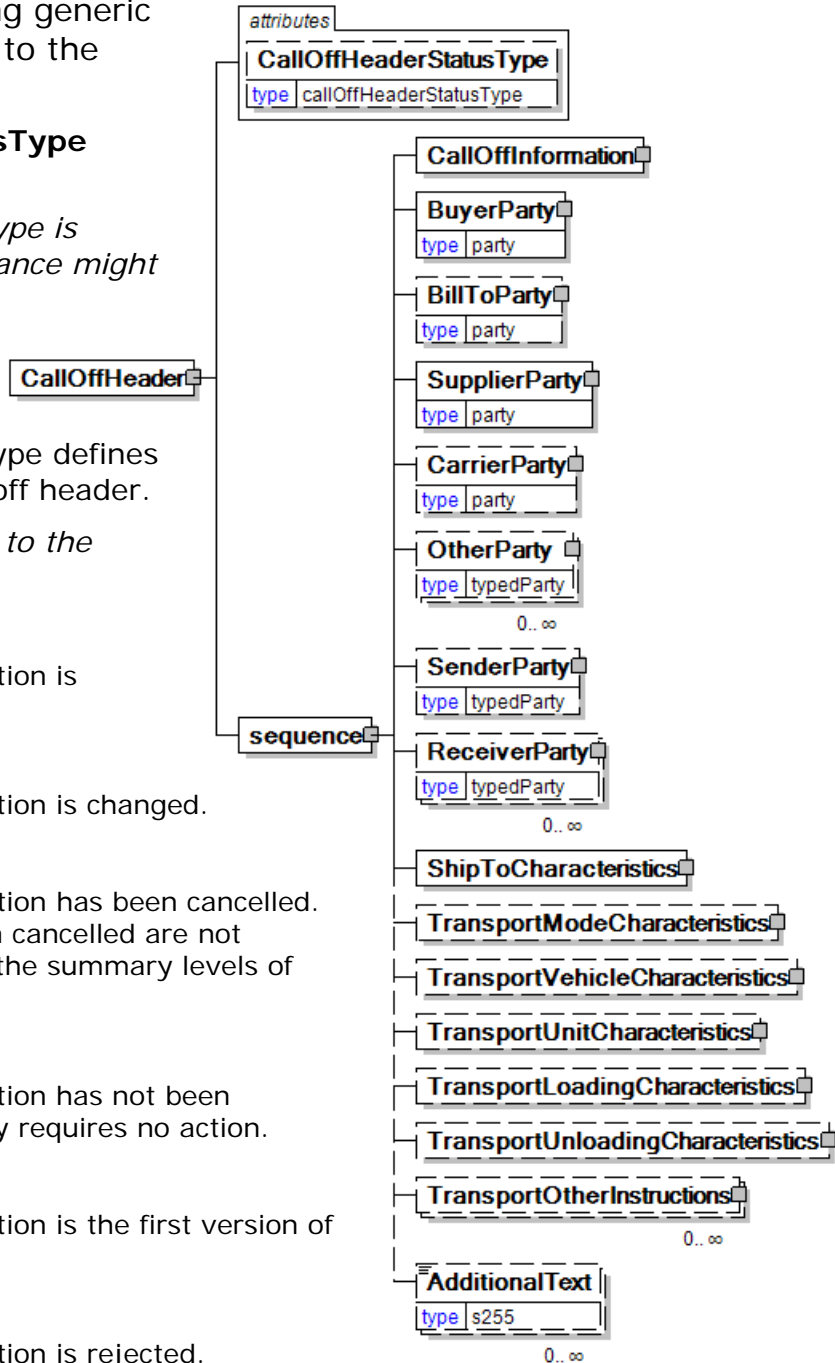 ng generic
to the
sType
ype is
ance might
ype defines
off header.
to the
tion is
tion is changed.
tion has been cancelled.
n cancelled are not
the summary levels of
tion has not been
y requires no action.
tion is the first version of
tion is rejected.
CallOffHeader
attributes
CallOffHeaderStatusType
type callOffHeaderStatusType
sequence
CallOffInformation
BuyerParty
type party
BillToParty
type party
SupplierParty
type party
CarrierParty
type party
OtherParty
type typedParty
0.. ∞
SenderParty
type typedParty
ReceiverParty
type typedParty
0.. ∞
ShipToCharacteristics
TransportModeCharacteristics
TransportVehicleCharacteristics
TransportUnitCharacteristics
TransportLoadingCharacteristics
TransportUnloadingCharacteristics
TransportOtherInstructions
0.. ∞
AdditionalText
type s255
0.. ∞